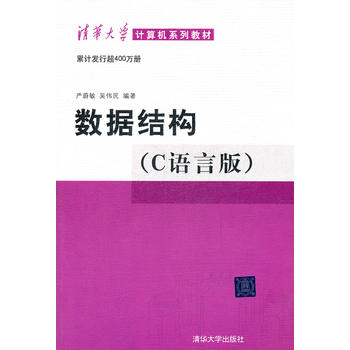 清华大学 计算机系列教材
累计发行超400万册
严蔚敏 吴伟民 编著
数据结构
（C语言版）
清华大学出版社